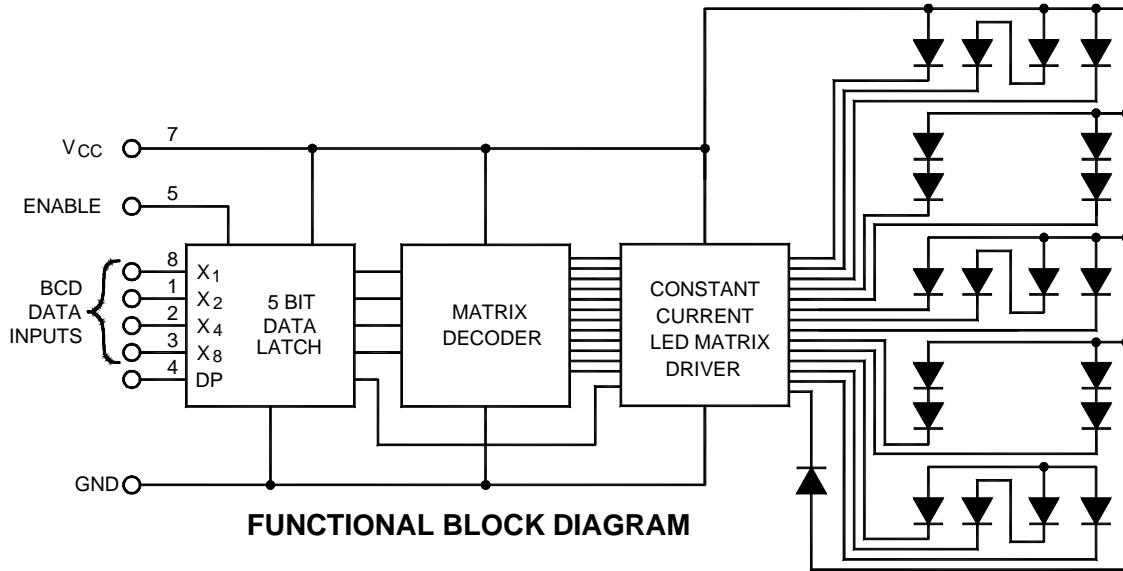 VCC
7
ENABLE
5
BCD
DATA
INPUTS
8
X1
1
X2
2
X4
3
X8
4
DP
5 BIT
DATA
LATCH
MATRIX
DECODER
CONSTANT
CURRENT
LED MATRIX
DRIVER
GND
FUNCTIONAL BLOCK DIAGRAM